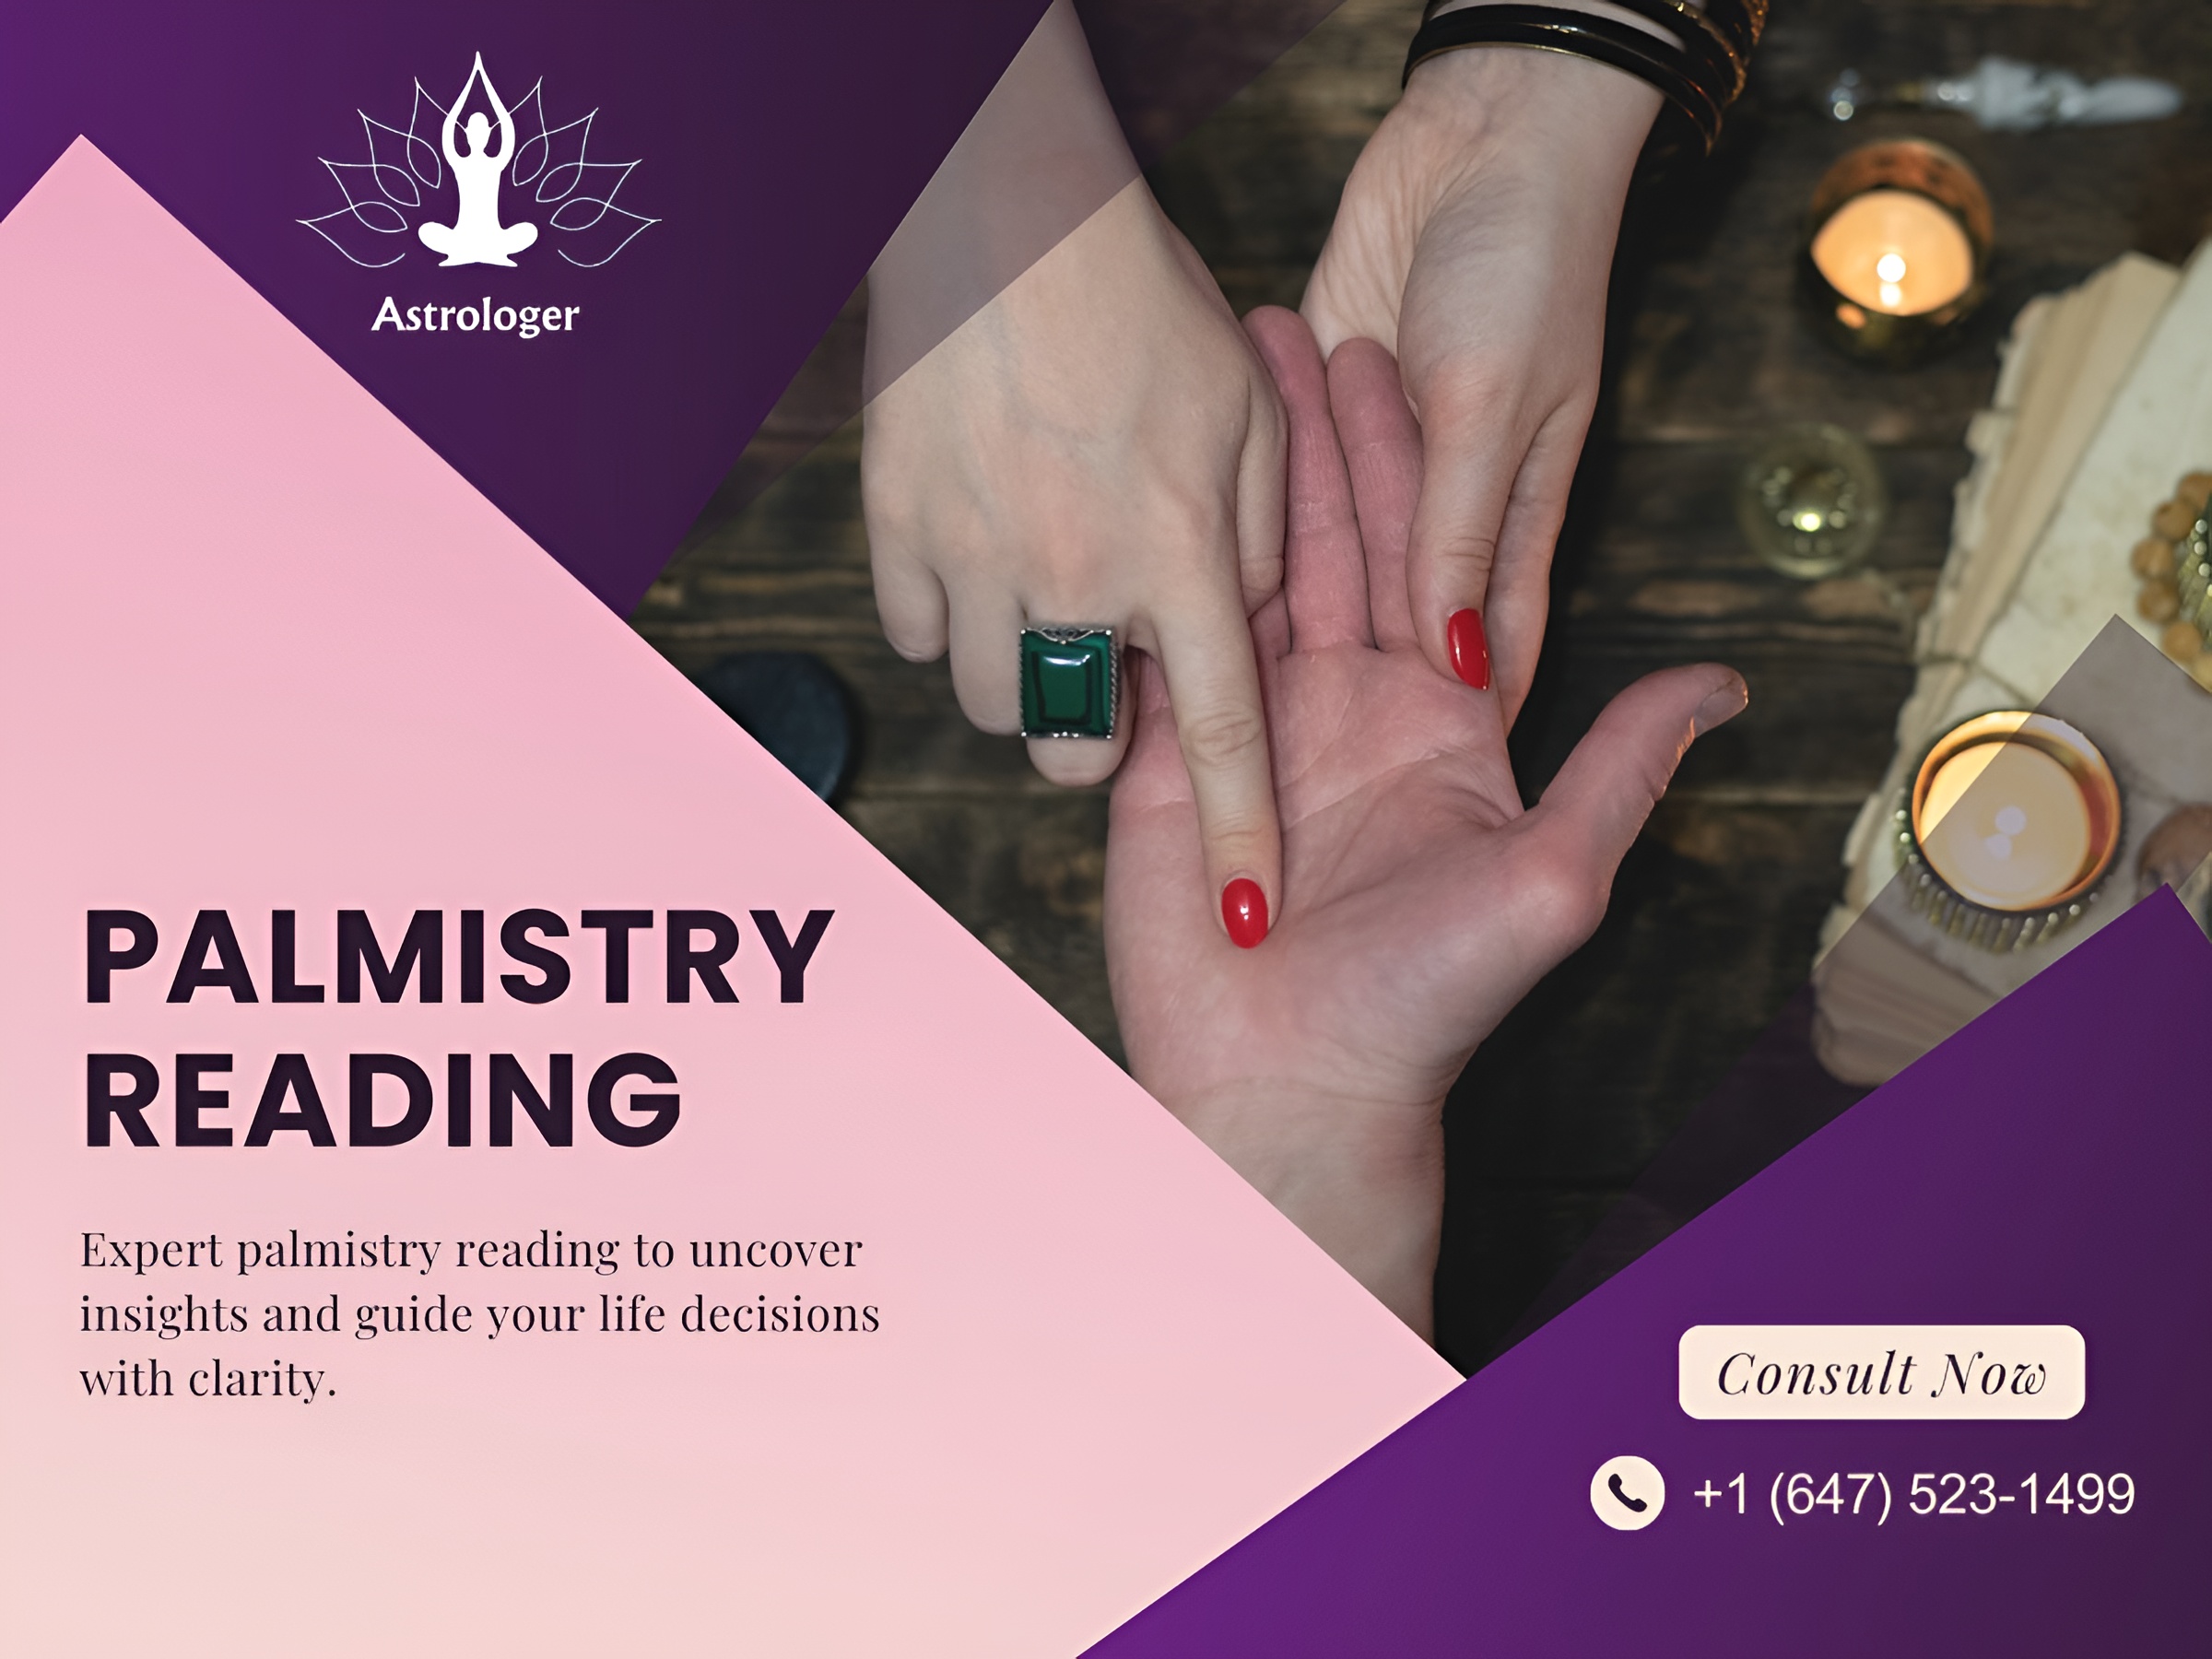 Astrologer
PALMISTRY
READING
Expert palmistry reading to uncover
insights and guide your life decisions
with clarity.
Consult Now
+1 (647) 523-1499